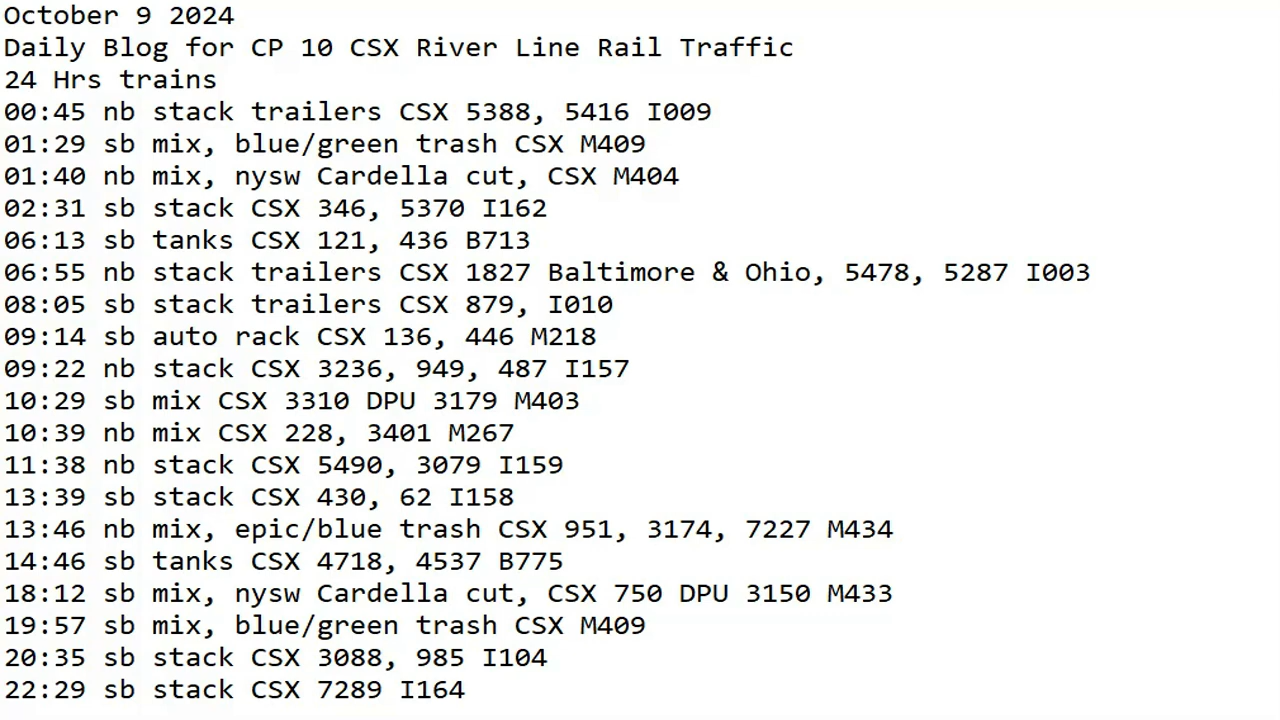 October 9 2024
Daily Blog for CP 10 CSX River Line Rail Traffic
24 Hrs trains
00:45 nb stack trailers CSX 5388, 5416 I009
01:29 sb mix, blue/green trash CSX M409
01:40 nb mix, nysw Cardella cut, CSX M404
02:31 sb stack CSX 346, 5370 I162
06:13 sb tanks CSX 121, 436 B713
06:55 nb stack trailers CSX 1827 Baltimore & Ohio, 5478, 5287 I003
08:05 sb stack trailers CSX 879, I010
09:14 sb auto rack CSX 136, 446 M218
09:22 nb stack CSX 3236, 949, 487 I157
10:29 sb mix CSX 3310 DPU 3179 M403
10:39 nb mix CSX 228, 3401 M267
11:38 nb stack CSX 5490, 3079 I159
13:39 sb stack CSX 430, 62 I158
13:46 nb mix, epic/blue trash CSX 951, 3174, 7227 M434
14:46 sb tanks CSX 4718, 4537 B775
18:12 sb mix, nysw Cardella cut, CSX 750 DPU 3150 M433
19:57 sb mix, blue/green trash CSX M409
20:35 sb stack CSX 3088, 985 I104
22:29 sb stack CSX 7289 I164